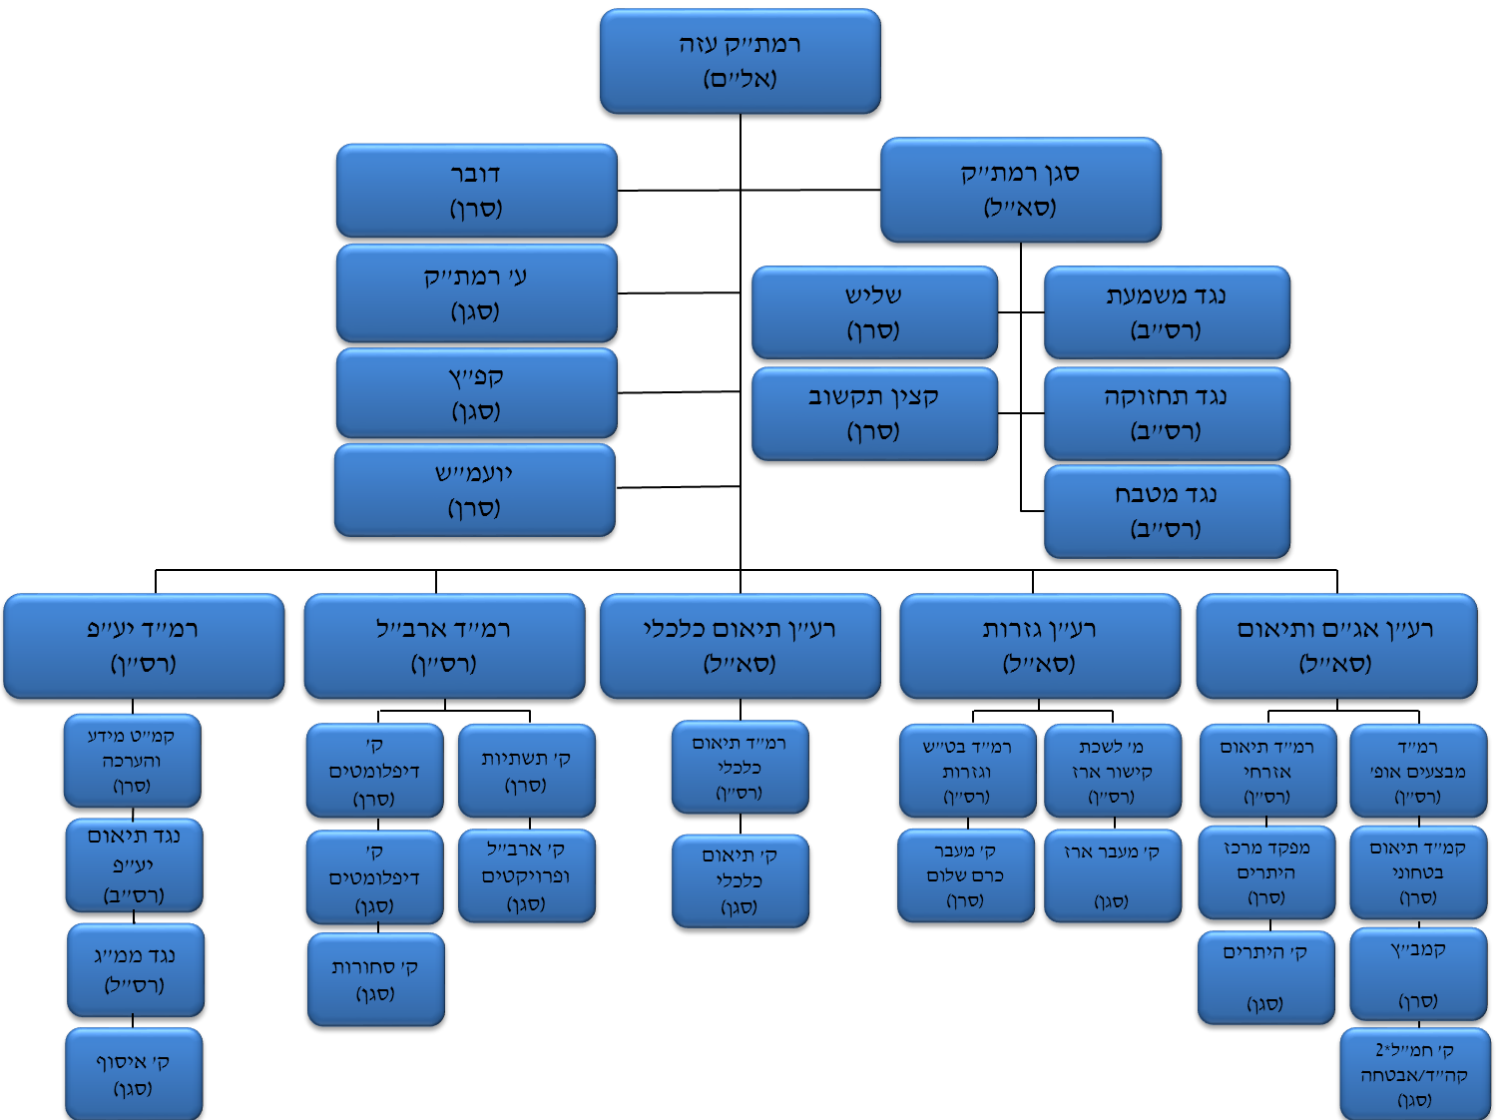 רמת״ק עזה
(אל״ם)
סגן רמת״ק
(סא״ל)
דובר
(סרן)
ע׳ רמת״ק
(סגן)
קפ״ץ
(סגן)
יועמ״ש
(סרן)
נגד משמעת
(רס״ב)
שליש
(סרן)
נגד תחזוקה
(רס״ב)
קצין תקשוב
(סרן)
נגד מטבח
(רס״ב)
רע״ן אג״ם ותיאום
(סא״ל)
רע״ן גזרות
(סא״ל)
רע״ן תיאום כלכלי
(סא״ל)
רמ״ד ארב״ל
(רס״ן)
רמ״ד יע״פ
(רס״ן)
רמ״ד
מבצעים אופ׳
(רס״ן)
קמ״ד תיאום
בטחוני
(סרן)
קמב״ץ
(סרן)
ק׳ חמ״ל*2
קה״ד/אבטחה
(סגן)
רמ״ד תיאום
אזרחי
(רס״ן)
מפקד מרכז
היתרים
(סרן)
ק׳ היתרים
(סגן)
מ׳ לשכת
קישור ארז
(רס״ן)
ק׳ מעבר ארז
(סגן)
רמ״ד בט״ש
וגזרות
(רס״ן)
ק׳ מעבר
כרם שלום
(סרן)
רמ״ד תיאום
כלכלי
(רס״ן)
ק׳ תיאום
כלכלי
(סגן)
ק׳ תשתיות
(סרן)
ק׳ ארב״ל
ופרויקטים
(סגן)
ק׳
דיפלומטים
(סרן)
ק׳
דיפלומטים
(סגן)
ק׳ סחורות
(סגן)
קמ״ט מידע
והערכה
(סרן)
נגד תיאום
יע״פ
(רס״ב)
נגד ממ״ג
(רס״ל)
ק׳ איסוף
(סגן)